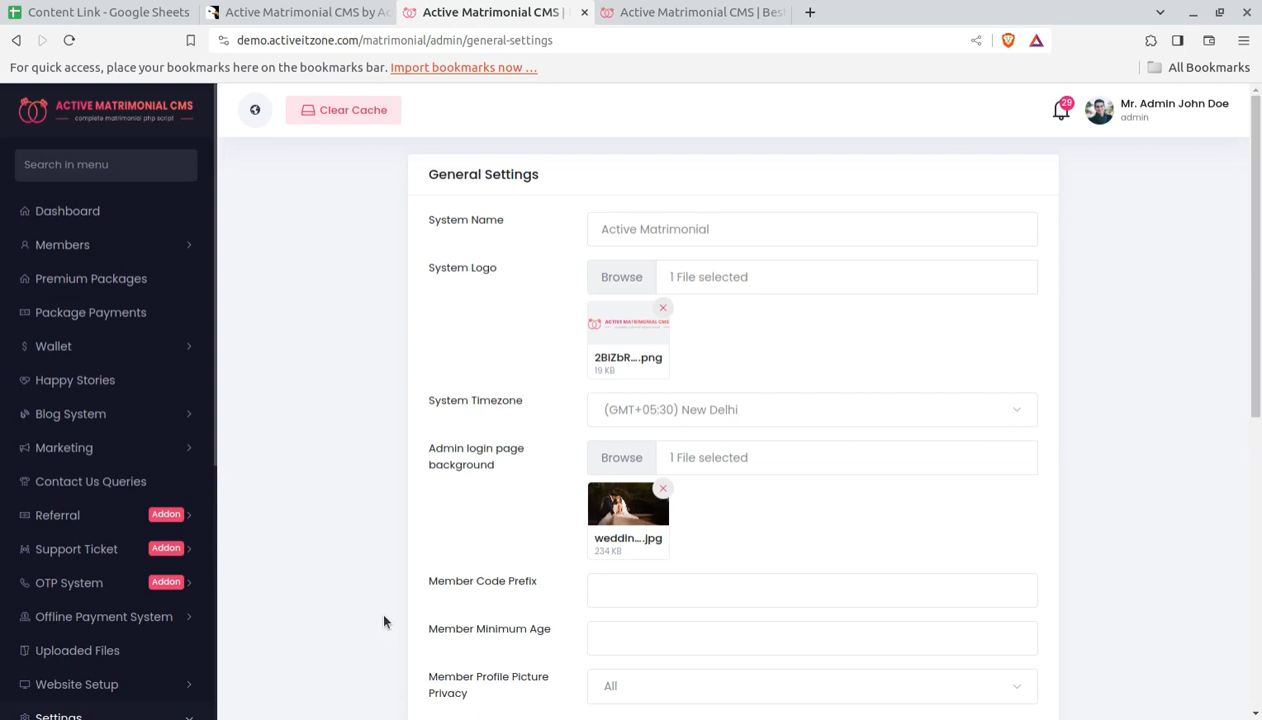 Content Link - Google Sheets
Active Matrimonial CMS by Ac
Active Matrimonial CMS |
Active Matrimonial CMS | Bes
demo.activeitzone.com/matrimonial/admin/general-settings
For quick access, place your bookmarks here on the bookmarks bar. Import bookmarks now ...
All Bookmarks
ACTIVE MATRIMONIAL CMS
complete matrimonial php script
Clear Cache
29
Mr. Admin John Doe
admin
Search in menu
Dashboard
Members
Premium Packages
Package Payments
Wallet
Happy Stories
Blog System
Marketing
Contact Us Queries
Referral Addon
Support Ticket Addon
OTP System Addon
Offline Payment System
Uploaded Files
Website Setup
Settings
General Settings
System Name
Active Matrimonial
System Logo
Browse
1 File selected
ACTIVE MATRIMONIAL CMS
2BIZbR....png
19 KB
System Timezone
(GMT+05:30) New Delhi
Admin login page
background
Browse
1 File selected
weddin....jpg
234 KB
Member Code Prefix
Member Minimum Age
Member Profile Picture
Privacy
All